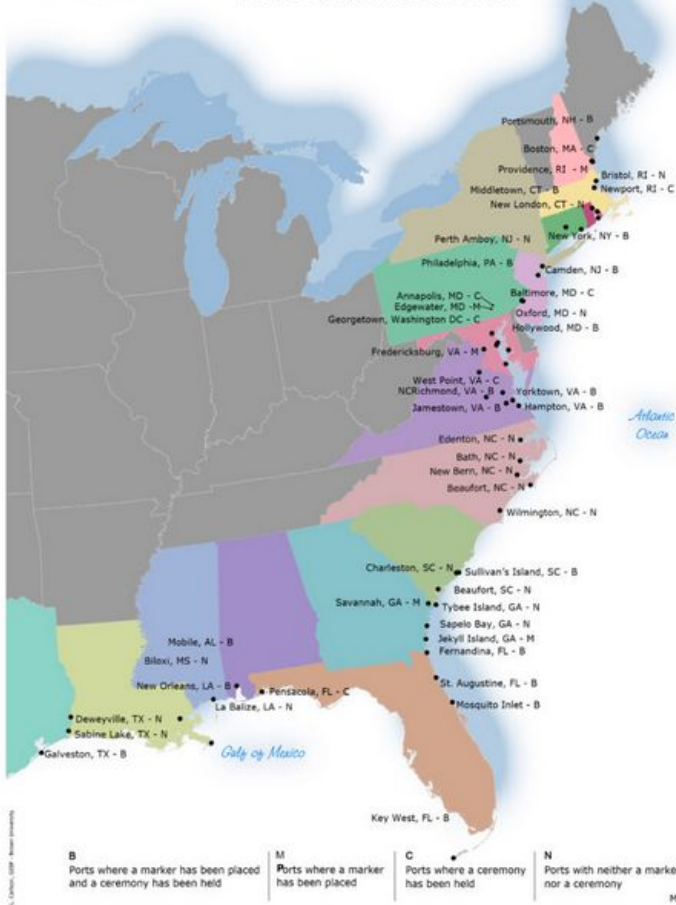 Portsmouth, NH - B
Boston, MA - C
Providence, RI - M
Bristol, RI - N
Middletown, CT - B
Newport, RI - C
New London, CT - N
New York, NY - B
Perth Amboy, NJ - N
Philadelphia, PA - B
Camden, NJ - B
Annapolis, MD - C
Baltimore, MD - C
Edgewater, MD -M
Oxford, MD - N
Georgetown, Washington DC - C
Hollywood, MD - B
Fredericksburg, VA - M
West Point, VA - C
NCRichmond, VA - B
Yorktown, VA - B
Jamestown, VA - B
Hampton, VA - B
Atlantic
Ocean
Edenton, NC - N
Bath, NC - N
New Bern, NC - N
Beaufort, NC - N
Wilmington, NC - N
Charleston, SC - N
Sullivan's Island, SC - B
Beaufort, SC - N
Savannah, GA - M
Tybee Island, GA - N
Sapelo Bay, GA - N
Jekyll Island, GA - M
Mobile, AL - B
Fernandina, FL - B
Biloxi, MS - N
New Orleans, LA - B
Pensacola, FL - C
St. Augustine, FL - B
La Balize, LA - N
Mosquito Inlet - B
Deweyville, TX - N
Sabine Lake, TX - N
Galveston, TX - B
Gulf of Mexico
Key West, FL - B
B
Ports where a marker has been placed
and a ceremony has been held
M
Ports where a marker
has been placed
C
Ports where a ceremony
has been held
N
Ports with neither a marke
nor a ceremony
M